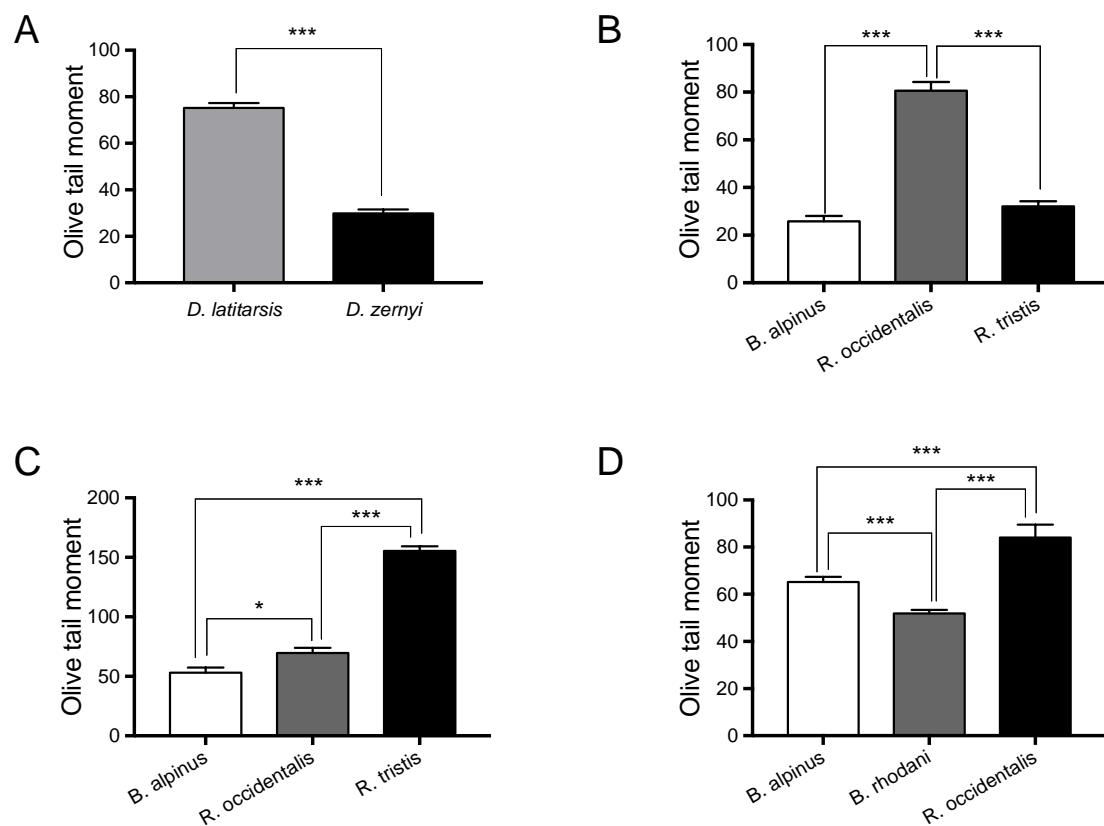 A
***
Olive tail moment
100
80
60
40
20
0
D. latitarsis
D. zernyi
B
***
***
Olive tail moment
100
80
60
40
20
0
B. alpinus
R. occidentalis
R. tristis
C
***
***
*
Olive tail moment
200
150
100
50
0
B. alpinus
R. occidentalis
R. tristis
D
***
***
***
Olive tail moment
100
80
60
40
20
0
B. alpinus
B. rhodani
R. occidentalis